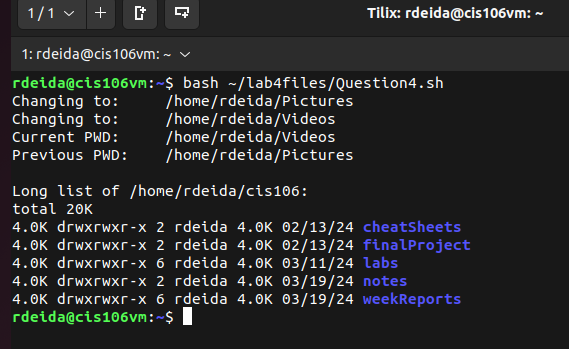 1 / 1
Tilix: rdeida@cis106vm: ~
1: rdeida@cis106vm: ~
rdeida@cis106vm:~$ bash ~/lab4files/Question4.sh
Changing to:     /home/rdeida/Pictures
Changing to:     /home/rdeida/Videos
Current PWD:     /home/rdeida/Videos
Previous PWD:    /home/rdeida/Pictures
Long list of /home/rdeida/cis106:
total 20K
4.0K drwxrwxr-x 2 rdeida 4.0K 02/13/24 cheatSheets
4.0K drwxrwxr-x 2 rdeida 4.0K 02/13/24 finalProject
4.0K drwxrwxr-x 6 rdeida 4.0K 03/11/24 labs
4.0K drwxrwxr-x 2 rdeida 4.0K 03/19/24 notes
4.0K drwxrwxr-x 6 rdeida 4.0K 03/19/24 weekReports
rdeida@cis106vm:~$